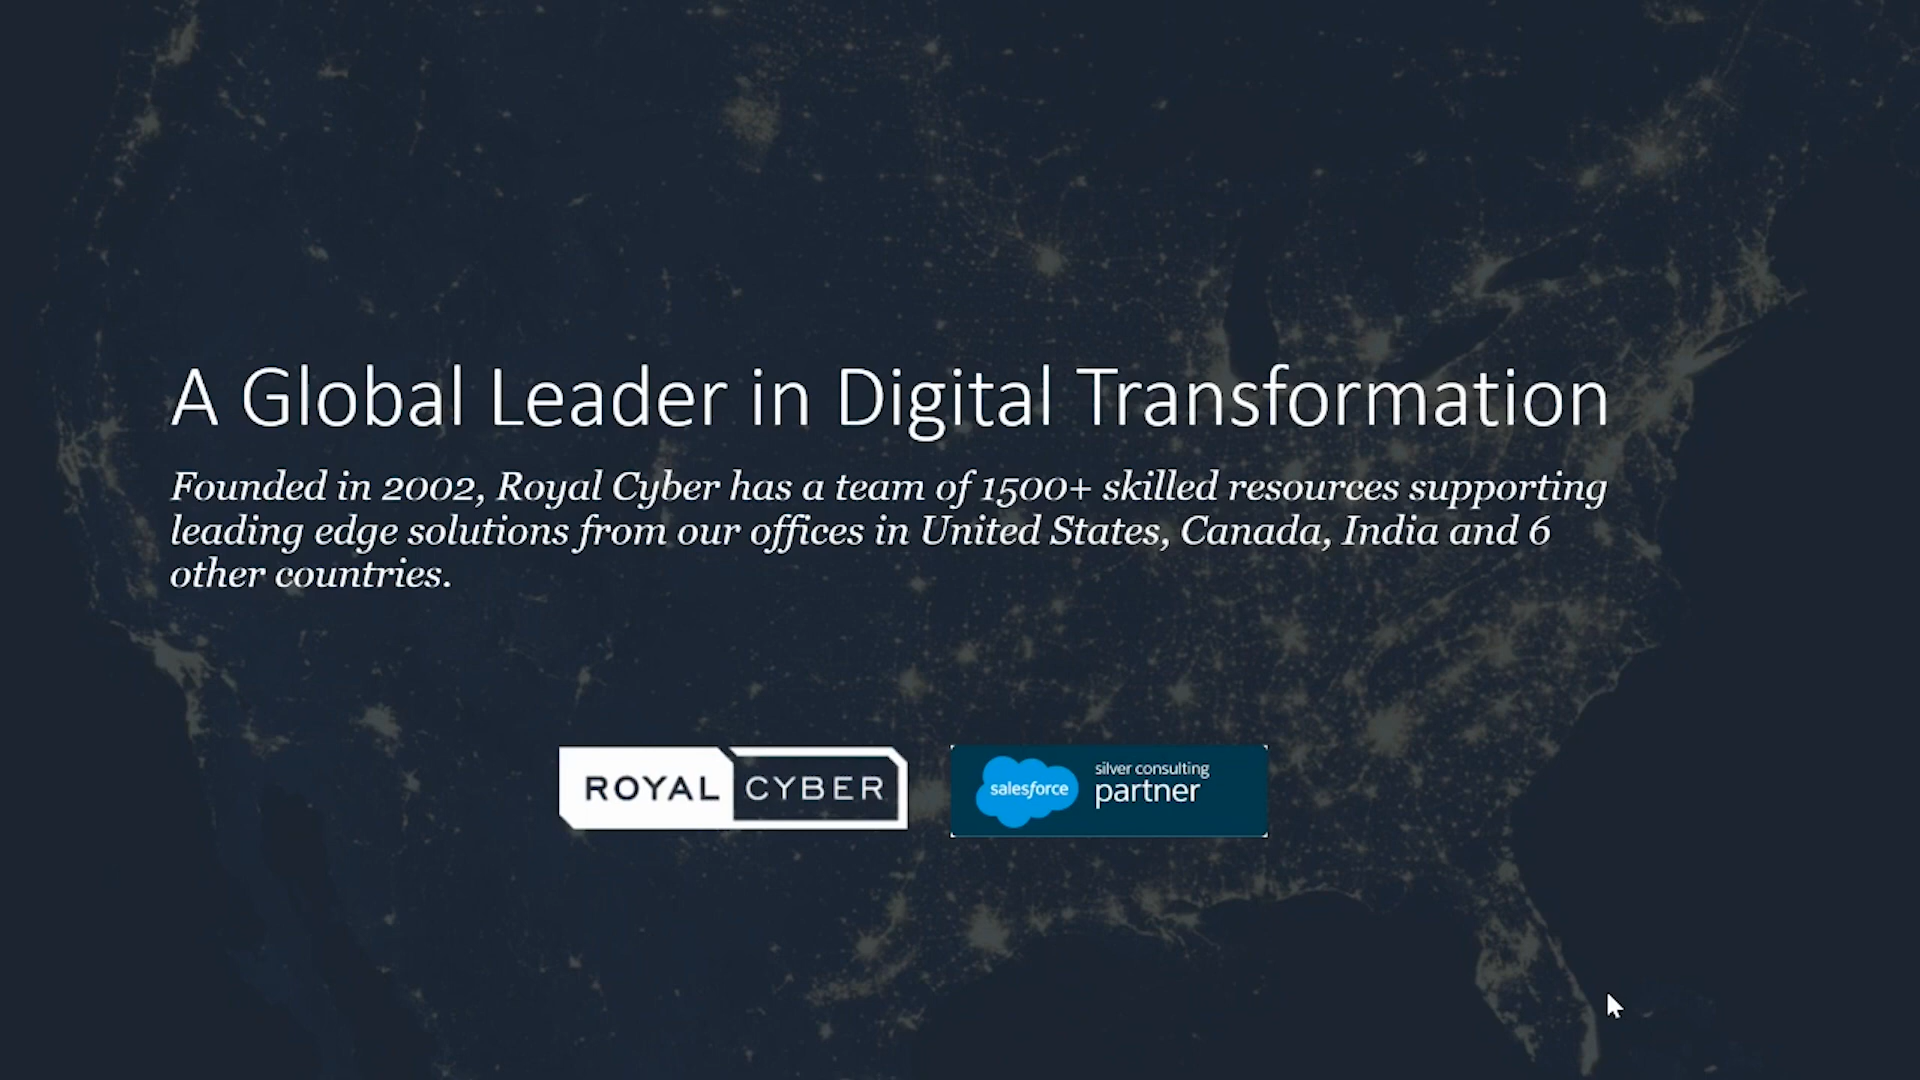 A Global Leader in Digital Transformation
Founded in 2002, Royal Cyber has a team of 1500+ skilled resources supporting
leading edge solutions from our offices in United States, Canada, India and 6
other countries.
ROYAL CYBER
salesforce
silver consulting
partner